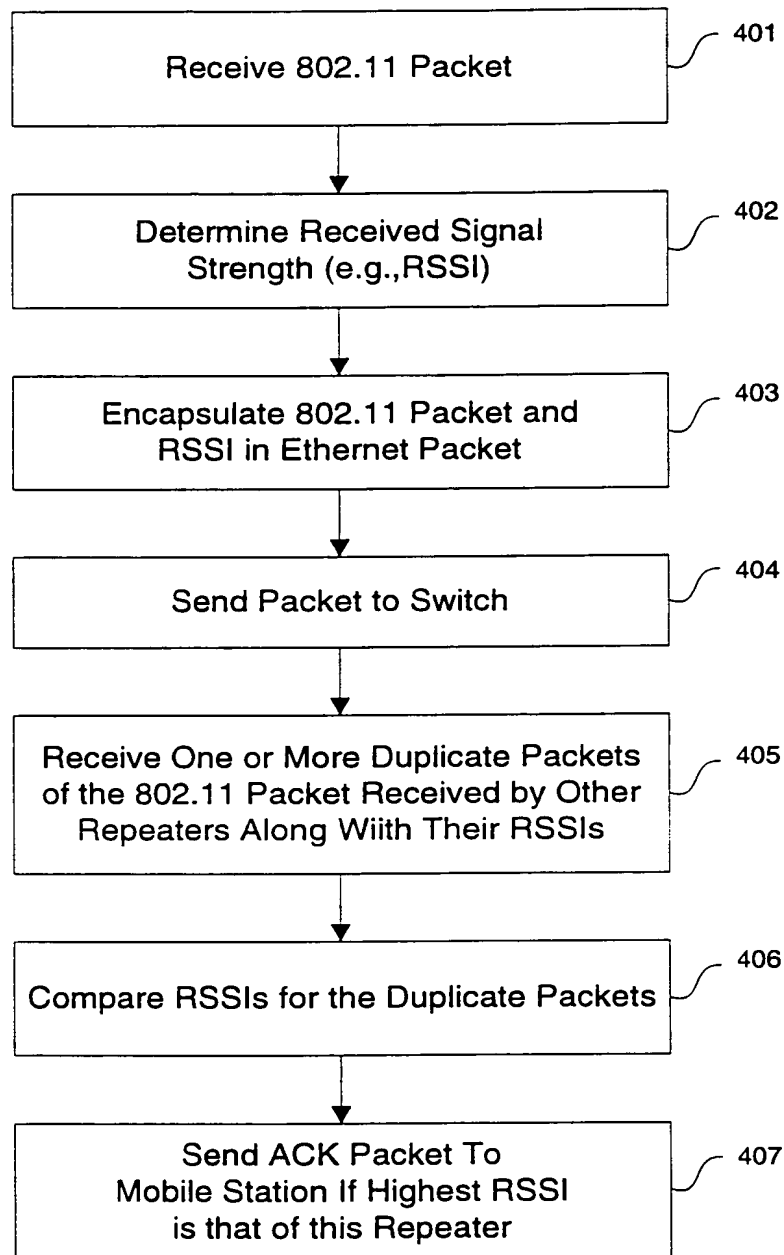 Receive 802.11 Packet
401
Determine Received Signal
Strength (e.g.,RSSI)
402
Encapsulate 802.11 Packet and
RSSI in Ethernet Packet
403
Send Packet to Switch
404
Receive One or More Duplicate Packets
of the 802.11 Packet Received by Other
Repeaters Along Wiith Their RSSIs
405
Compare RSSIs for the Duplicate Packets
406
Send ACK Packet To
Mobile Station If Highest RSSI
is that of this Repeater
407